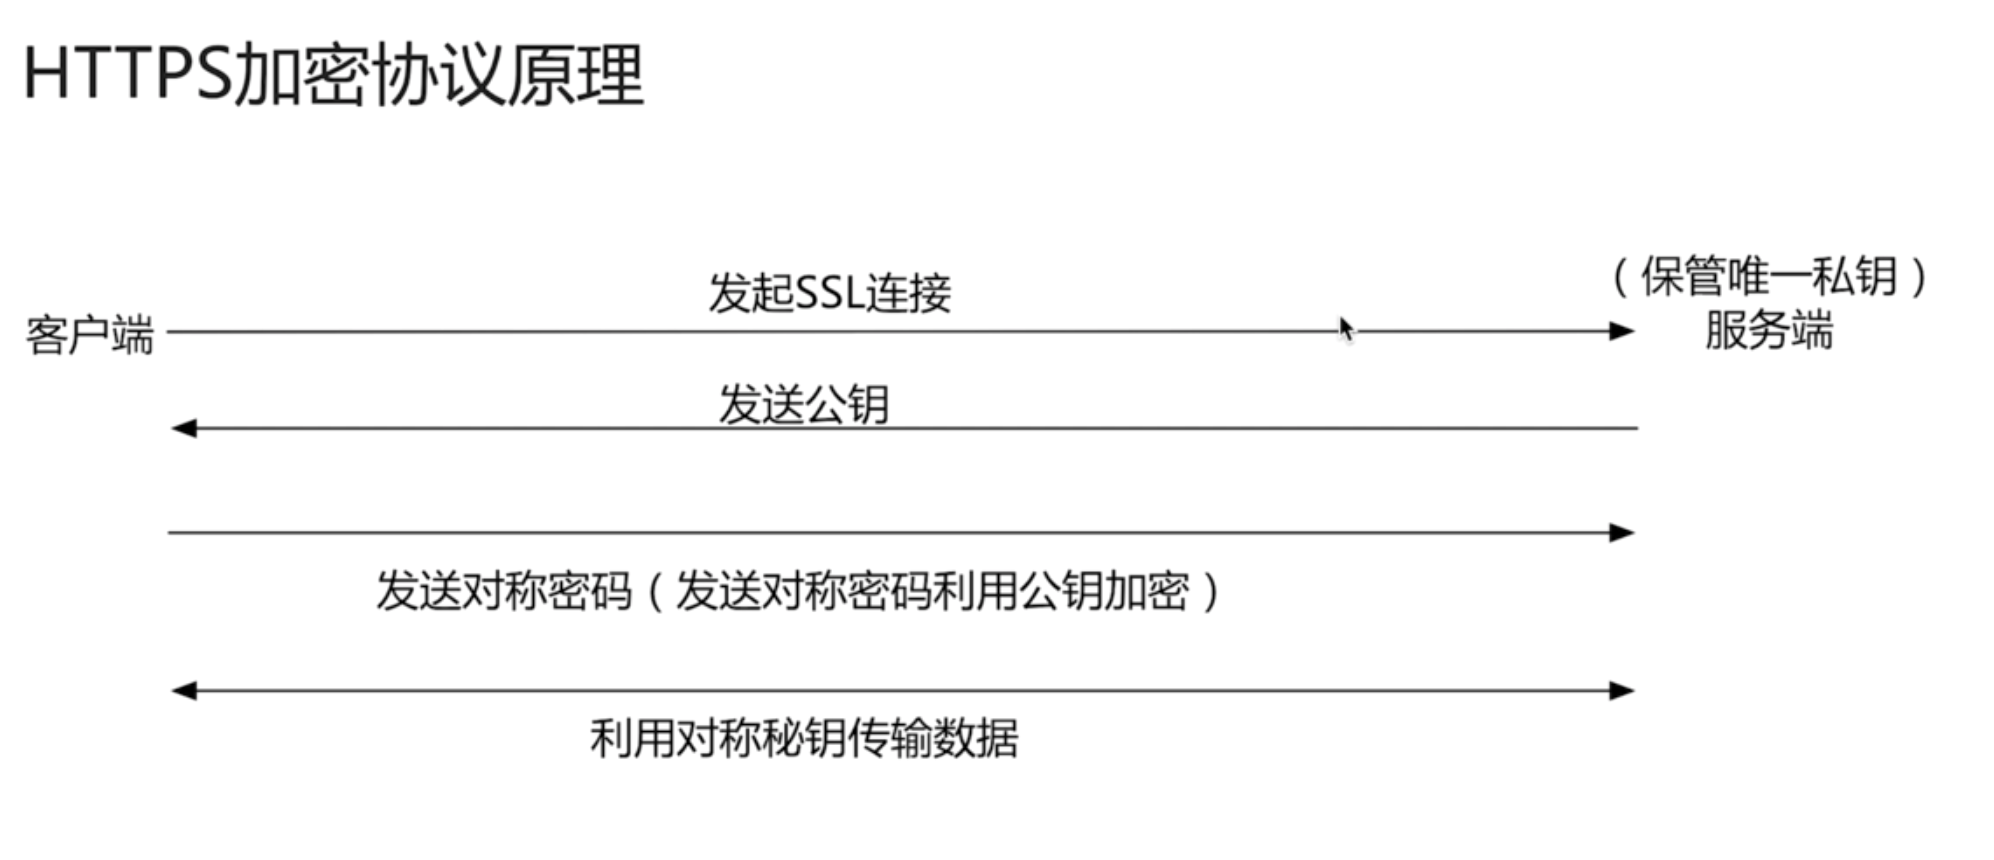 HTTPS加密协议原理
发起SSL连接
（保管唯一私钥）
客户端
服务端
发送公钥
发送对称密码（发送对称密码利用公钥加密）
利用对称秘钥传输数据